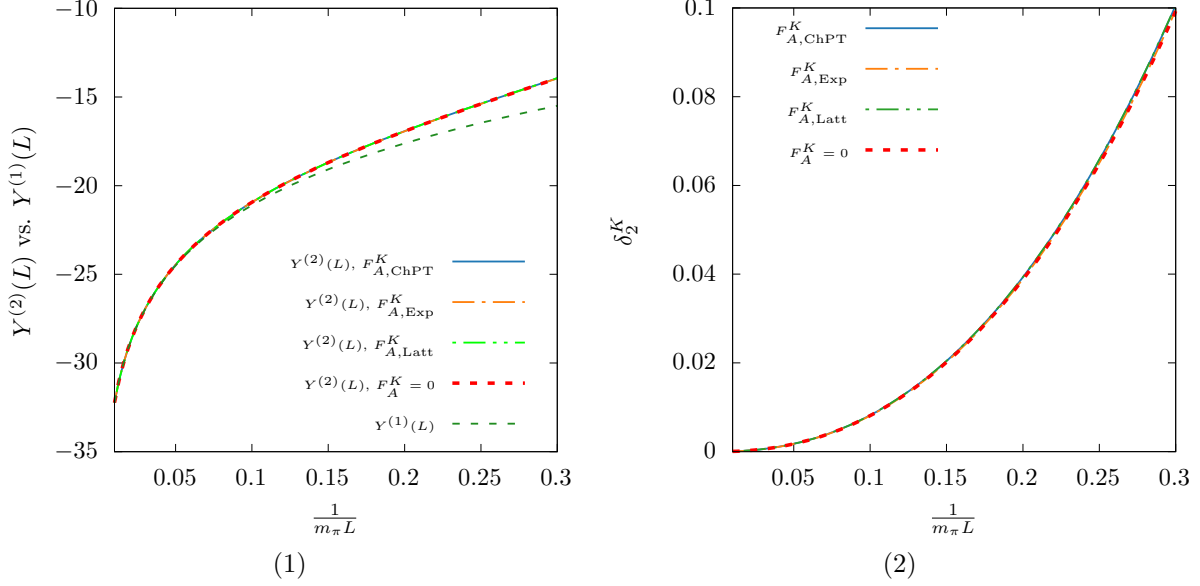 Y^{(2)}(L) vs. Y^{(1)}(L)
−10
−15
−20
−25
−30
−35
0.05 0.1 0.15 0.2 0.25 0.3
1/(m_π L)
Y^{(2)}(L), F^K_{A,ChPT}
Y^{(2)}(L), F^K_{A,Exp}
Y^{(2)}(L), F^K_{A,Latt}
Y^{(2)}(L), F^K_A = 0
Y^{(1)}(L)
(1)
δ^K_2
0.1
0.08
0.06
0.04
0.02
0
0.05 0.1 0.15 0.2 0.25 0.3
1/(m_π L)
F^K_{A,ChPT}
F^K_{A,Exp}
F^K_{A,Latt}
F^K_A = 0
(2)